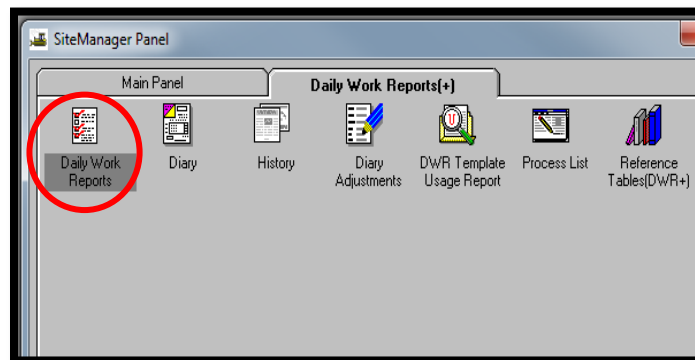 SiteManager Panel
Main Panel
Daily Work Reports(+)
Daily Work
Reports
Diary
History
Diary
Adjustments
DWR Template
Usage Report
Process List
Reference
Tables(DWR+)